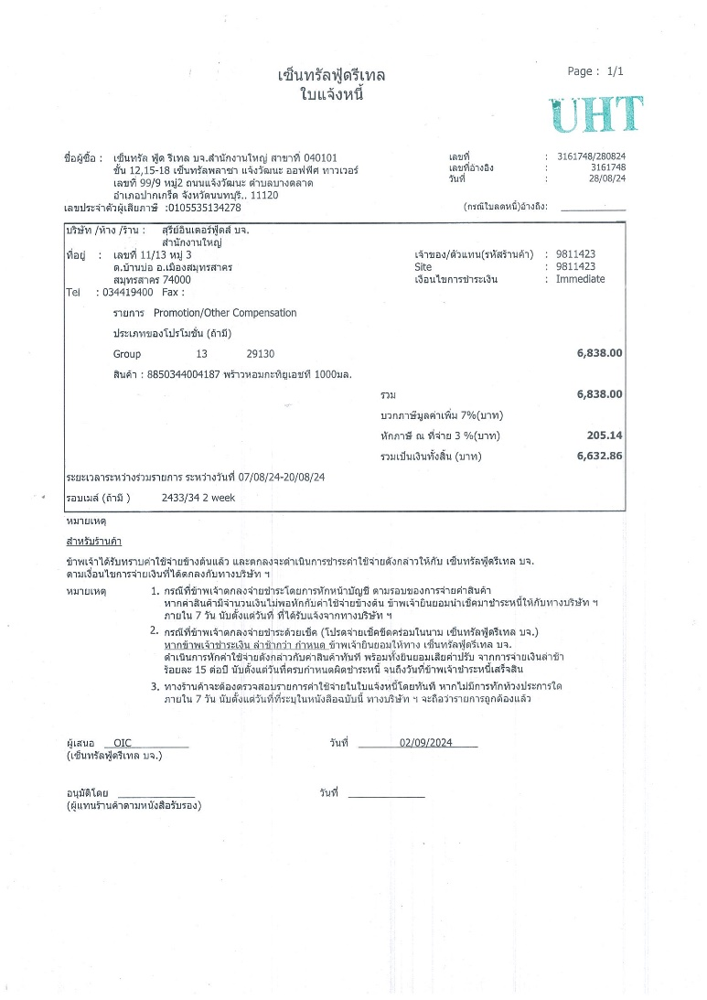 เซ็นทรัลฟู้ดรีเทล
ใบแจ้งหนี้
Page : 1/1
UHT
ชื่อผู้ซื้อ : เซ็นทรัล ฟู้ด รีเทล บจ.สำนักงานใหญ่ สาขาที่ 040101
ชั้น 12,15-18 เซ็นทรัลพลาซา แจ้งวัฒนะ ออฟฟีศ ทาวเวอร์
เลขที่ 99/9 หมู่2 ถนนแจ้งวัฒนะ ตำบลบางตลาด
อำเภอปากเกร็ด จังหวัดนนทบุรี.. 11120
เลขประจำตัวผู้เสียภาษี :0105535134278
เลขที่ : 3161748/280824
เลขที่อ้างอิง : 3161748
วันที่ : 28/08/24
(กรณีใบลดหนี้)อ้างถึง:
บริษัท /ห้าง /ร้าน : สุรีย์อินเตอร์ฟู้ดส์ บจ.
สำนักงานใหญ่
ที่อยู่ : เลขที่ 11/13 หมู่ 3
ต.บ้านบ่อ อ.เมืองสมุทรสาคร
สมุทรสาคร 74000
Tel : 034419400 Fax :
เจ้าของ/ตัวแทน(รหัสร้านค้า) : 9811423
Site : 9811423
เงื่อนไขการชำระเงิน : Immediate
รายการ Promotion/Other Compensation
ประเภทของโปรโมชั่น (ถ้ามี)
Group 13 29130 6,838.00
สินค้า : 8850344004187 พร้าวหอมกะทิยูเอชที 1000มล.
รวม 6,838.00
บวกภาษีมูลค่าเพิ่ม 7%(บาท)
หักภาษี ณ ที่จ่าย 3 %(บาท) 205.14
รวมเป็นเงินทั้งสิ้น (บาท) 6,632.86
ระยะเวลาระหว่างร่วมรายการ ระหว่างวันที่ 07/08/24-20/08/24
รอบเมล์ (ถ้ามี ) 2433/34 2 week
หมายเหตุ
สำหรับร้านค้า
ข้าพเจ้าได้รับทราบค่าใช้จ่ายข้างต้นแล้ว และตกลงจะดำเนินการชำระค่าใช้จ่ายดังกล่าวให้กับ เซ็นทรัลฟู้ดรีเทล บจ.
ตามเงื่อนไขการจ่ายเงินที่ได้ตกลงกับทางบริษัท ฯ
หมายเหตุ 1. กรณีที่ข้าพเจ้าตกลงจ่ายชำระโดยการหักหน้าบัญชี ตามรอบของการจ่ายค่าสินค้า
หากค่าสินค้ามีจำนวนเงินไม่พอหักกับค่าใช้จ่ายข้างต้น ข้าพเจ้ายินยอมนำเช็คมาชำระหนี้ให้กับทางบริษัท ฯ
ภายใน 7 วัน นับตั้งแต่วันที่ ที่ได้รับแจ้งจากทางบริษัท ฯ
2. กรณีที่ข้าพเจ้าตกลงจ่ายชำระด้วยเช็ค (โปรดจ่ายเช็คขีดคร่อมในนาม เซ็นทรัลฟู้ดรีเทล บจ.)
หากข้าพเจ้าชำระเงิน ล่าช้ากว่า กำหนด ข้าพเจ้ายินยอมให้ทาง เซ็นทรัลฟู้ดรีเทล บจ.
ดำเนินการหักค่าใช้จ่ายดังกล่าวกับค่าสินค้าทันที พร้อมทั้งยินยอมเสียค่าปรับ จากการจ่ายเงินล่าช้า
ร้อยละ 15 ต่อปี นับตั้งแต่วันที่ครบกำหนดผิดชำระหนี้ จนถึงวันที่ข้าพเจ้าชำระหนี้เสร็จสิน
3. ทางร้านค้าจะต้องตรวจสอบรายการค่าใช้จ่ายในใบแจ้งหนี้โดยทันที หากไม่มีการทักท้วงประการใด
ภายใน 7 วัน นับตั้งแต่วันที่ที่ระบุในหนังสือฉบับนี้ ทางบริษัท ฯ จะถือว่ารายการถูกต้องแล้ว
ผู้เสนอ OIC วันที่ 02/09/2024
(เซ็นทรัลฟู้ดรีเทล บจ.)
อนุมัติโดย วันที่
(ผู้แทนร้านค้าตามหนังสือรับรอง)